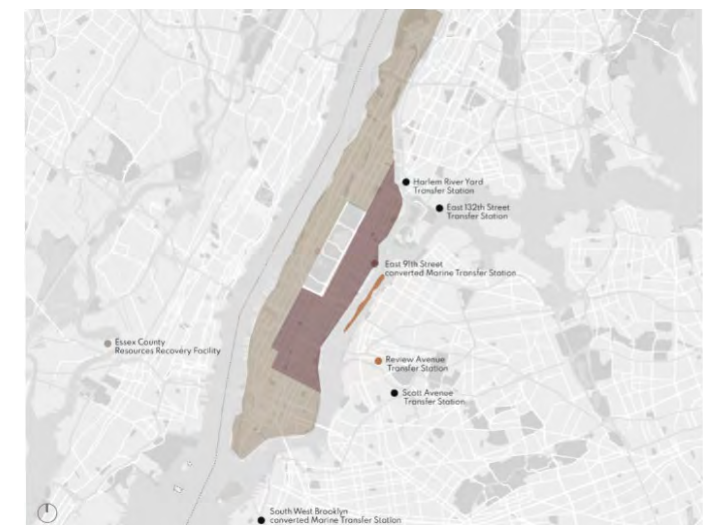 Harlem River Yard
Transfer Station
East 132th Street
Transfer Station
East 91th Street
converted Marine Transfer Station
Essex County
Resources Recovery Facility
Review Avenue
Transfer Station
Scott Avenue
Transfer Station
South West Brooklyn
converted Marine Transfer Station